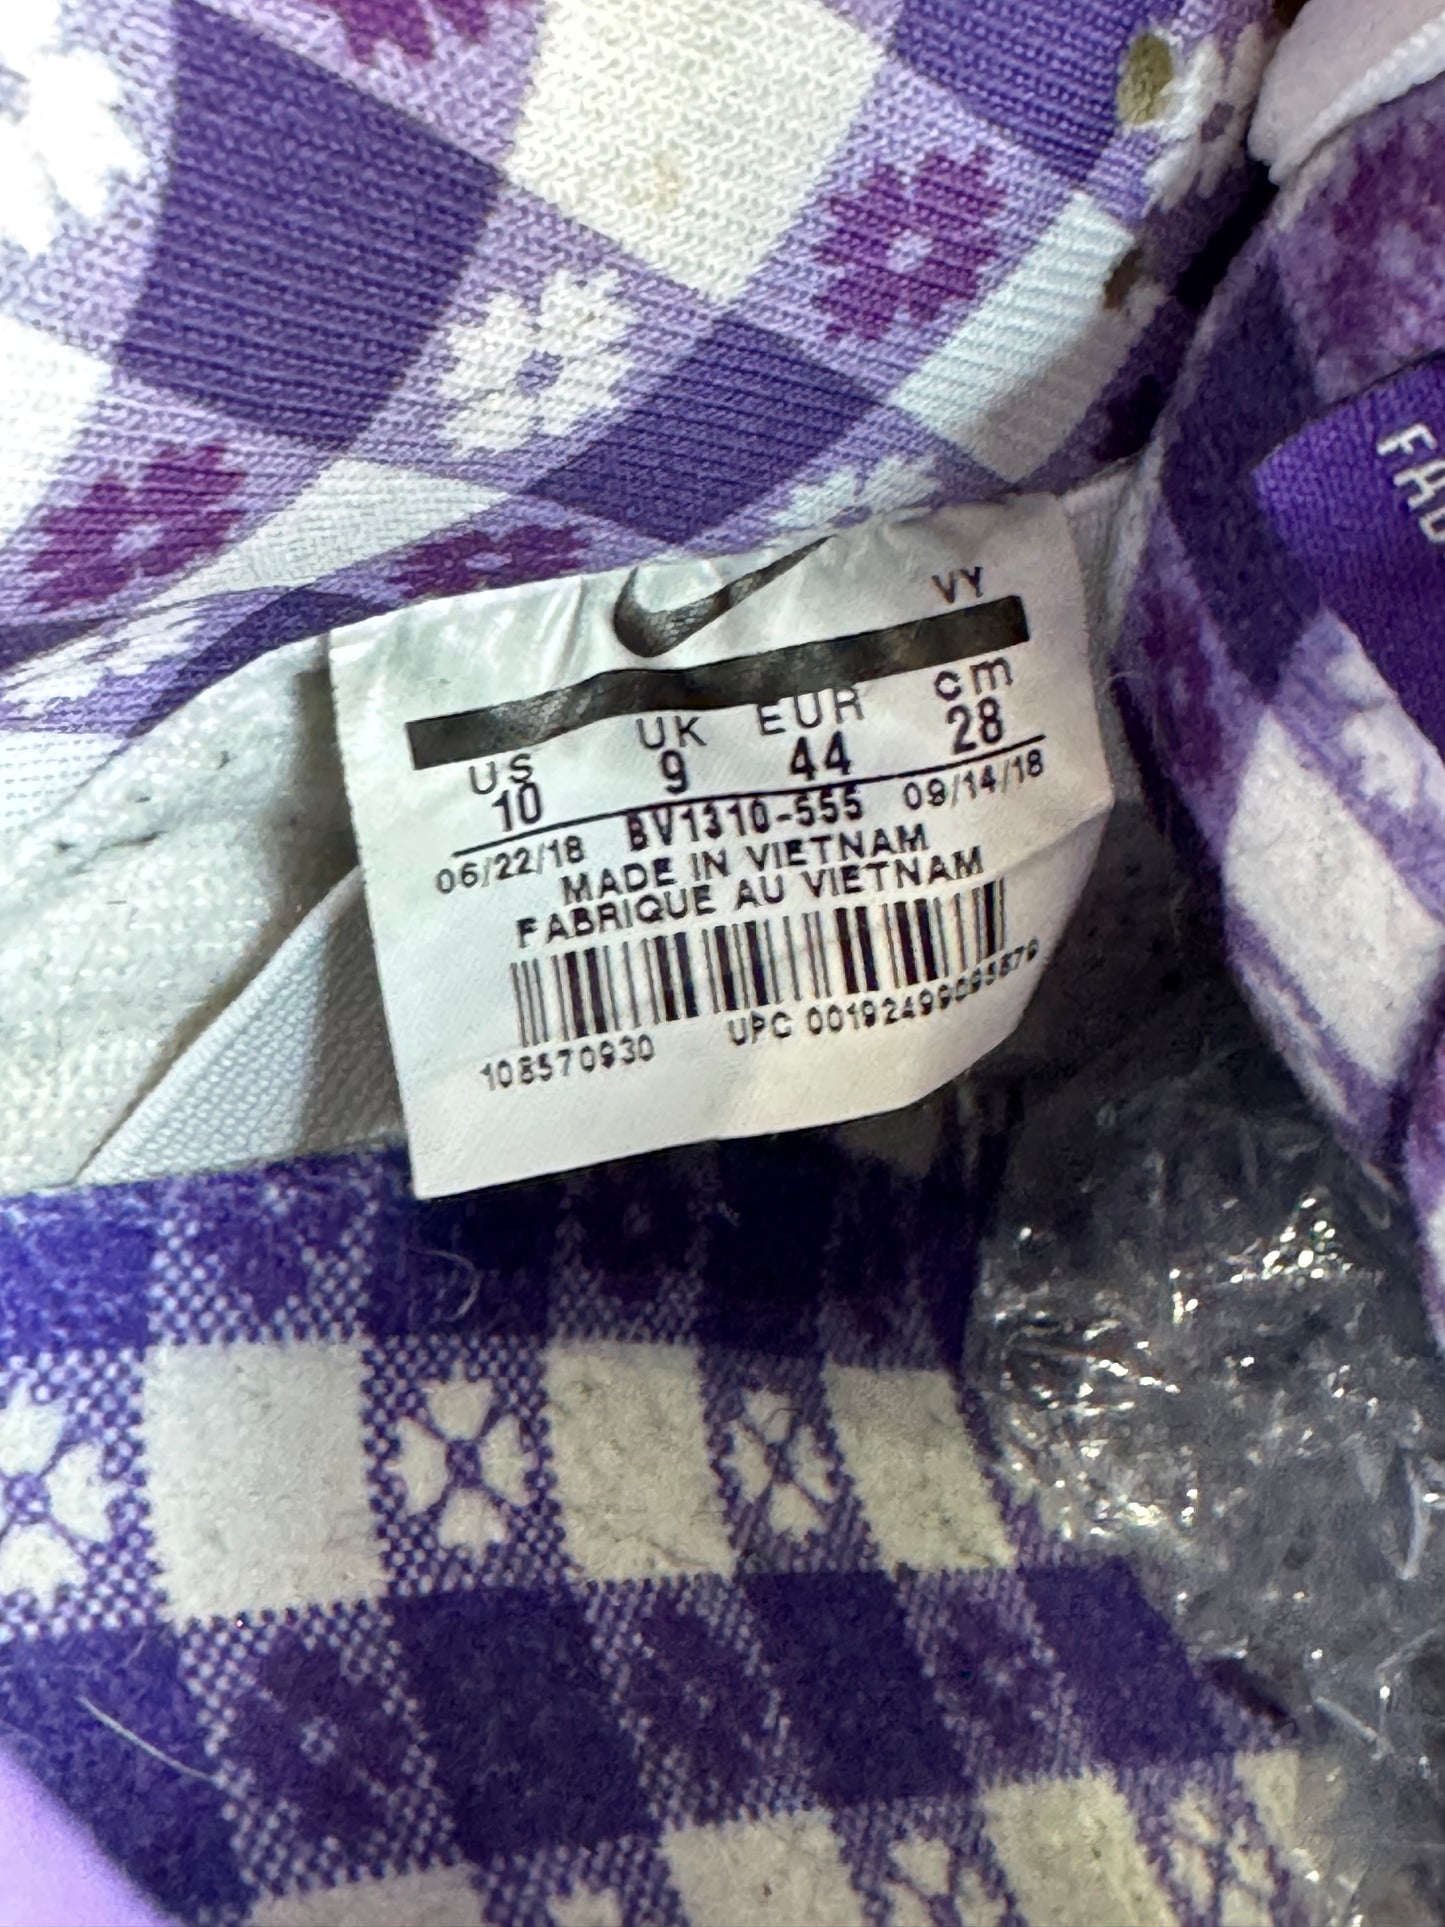 VY
US UK EUR cm
10 9 44 28
06/22/18 BV1310-555 09/14/18
MADE IN VIETNAM
FABRIQUE AU VIETNAM
108570930 UPC